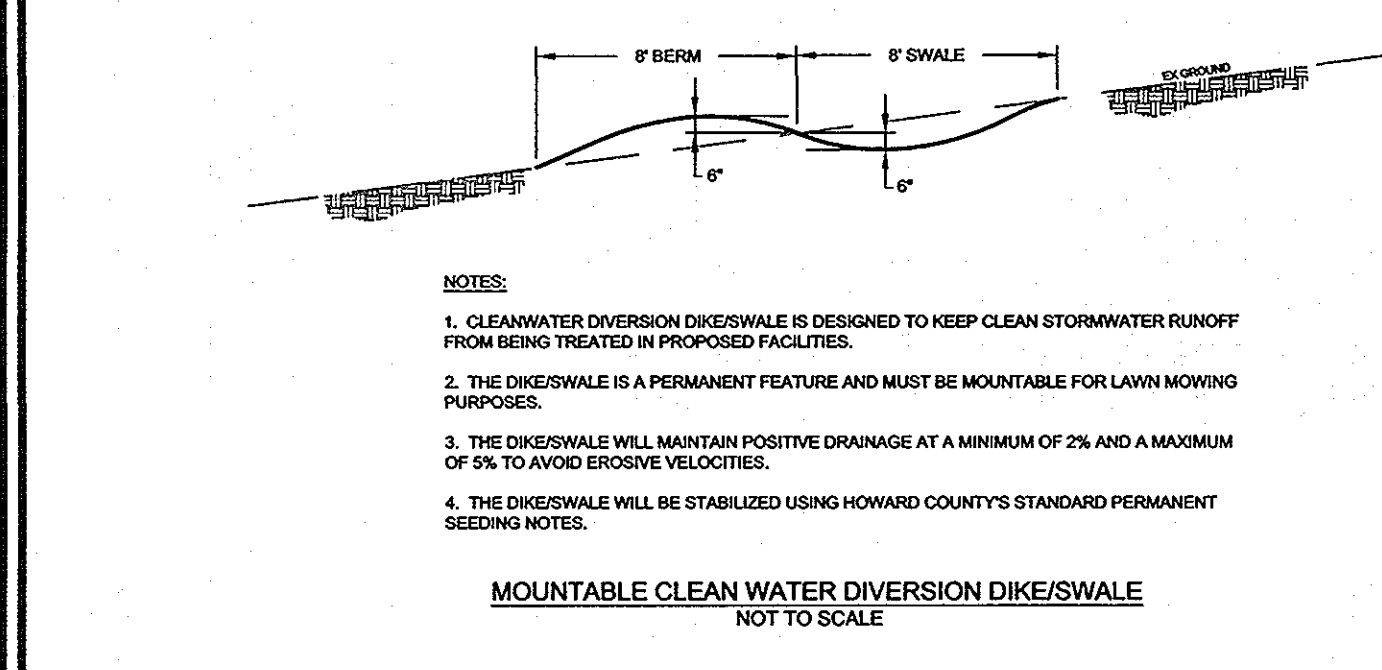 8' BERM
8' SWALE
EX GROUND
6"
6"
NOTES:
1. CLEANWATER DIVERSION DIKE/SWALE IS DESIGNED TO KEEP CLEAN STORMWATER RUNOFF
FROM BEING TREATED IN PROPOSED FACILITIES.
2. THE DIKE/SWALE IS A PERMANENT FEATURE AND MUST BE MOUNTABLE FOR LAWN MOWING
PURPOSES.
3. THE DIKE/SWALE WILL MAINTAIN POSITIVE DRAINAGE AT A MINIMUM OF 2% AND A MAXIMUM
OF 5% TO AVOID EROSIVE VELOCITIES.
4. THE DIKE/SWALE WILL BE STABILIZED USING HOWARD COUNTY'S STANDARD PERMANENT
SEEDING NOTES.
MOUNTABLE CLEAN WATER DIVERSION DIKE/SWALE
NOT TO SCALE